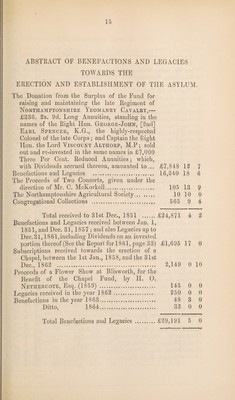 15
ABSTRACT OF BENEFACTIONS AND LEGACIES
TOWARDS THE
ERECTION AND ESTABLISHMENT OF THE ASYLUM.
The Donation from the Surplus of the Fund for
raising and maintaining the late Regiment of
NORTHAMPTONSHIRE YEOMANRY CAVALRY,—
£336, 2s. 9d. Long Annuities, standing in the
names of the Right Hon. GEORGE-JOHN, [2nd]
EARL SPENCER, K.G., the highly-respected
Colonel of the late Corps; and Captain the Right
Hon. the Lord VISCOUNT ALTHORP, M.P; sold
out and re-invested in the same names in £7,000
Three Per Cent. Reduced Annuities; which,
with Dividends accrued thereon, amounted to ... £7,848 13 7
Benefactions and Legacies ........................ 16,340 18 6
The Proceeds of Two Concerts, given under the
direction of Mr. C. McKorkell.................. 105 13 9
The Northamptonshire Agricultural Society ...... 10 10 0
Congregational Collections ........................ 565 9 4
Total received to 31st Dec., 1851 ...... £24,871 4 3
Benefactions and Legacies received between Jan. 1,
1851, and Dec. 31, 1857; and also Legacies up to
Dec. 31, 1861, including Dividends on an invested
portion thereof (See the Report for 1861, page 33) £1,695 17 0
Subscriptions received towards the erection of a
Chapel, between the 1st Jan., 1858, and the 31st
Dec., 1862 ................................. 2,149 0 10
Proceeds of a Flower Show at Blisworth, for the
Benefit of the Chapel Fund, by H. O.
NETHERCOTE, Esq. (1859) ..................... 145 0 0
Legacies received in the year 1862 .................. 250 0 0
Benefactions in the year 1863........................ 48 3 0
Ditto, 1864..................... 32 0 0
Total Benefactions and Legacies ......... £29,191 5 0